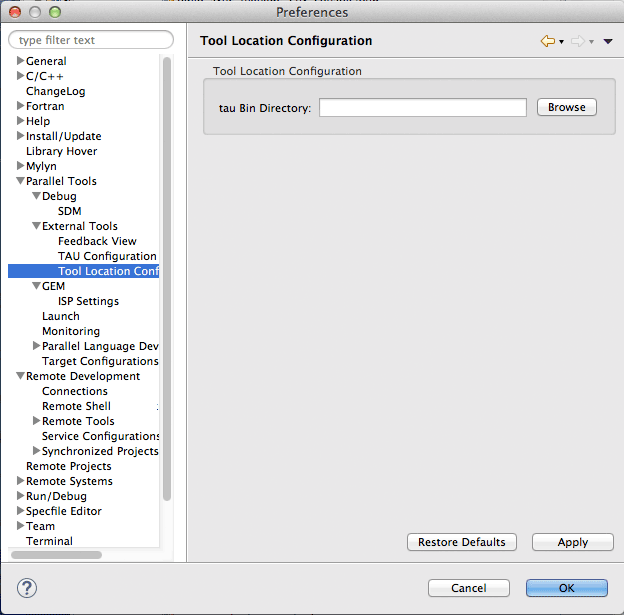 Preferences
type filter text
General
C/C++
ChangeLog
Fortran
Help
Install/Update
Library Hover
Mylyn
Parallel Tools
Debug
SDM
External Tools
Feedback View
TAU Configuration
Tool Location Conf
GEM
ISP Settings
Launch
Monitoring
Parallel Language Dev
Target Configurations
Remote Development
Connections
Remote Shell
Remote Tools
Service Configurations
Synchronized Projects
Remote Projects
Remote Systems
Run/Debug
Specfile Editor
Team
Terminal
Tool Location Configuration
Tool Location Configuration
tau Bin Directory:
Browse
Restore Defaults
Apply
?
Cancel
OK